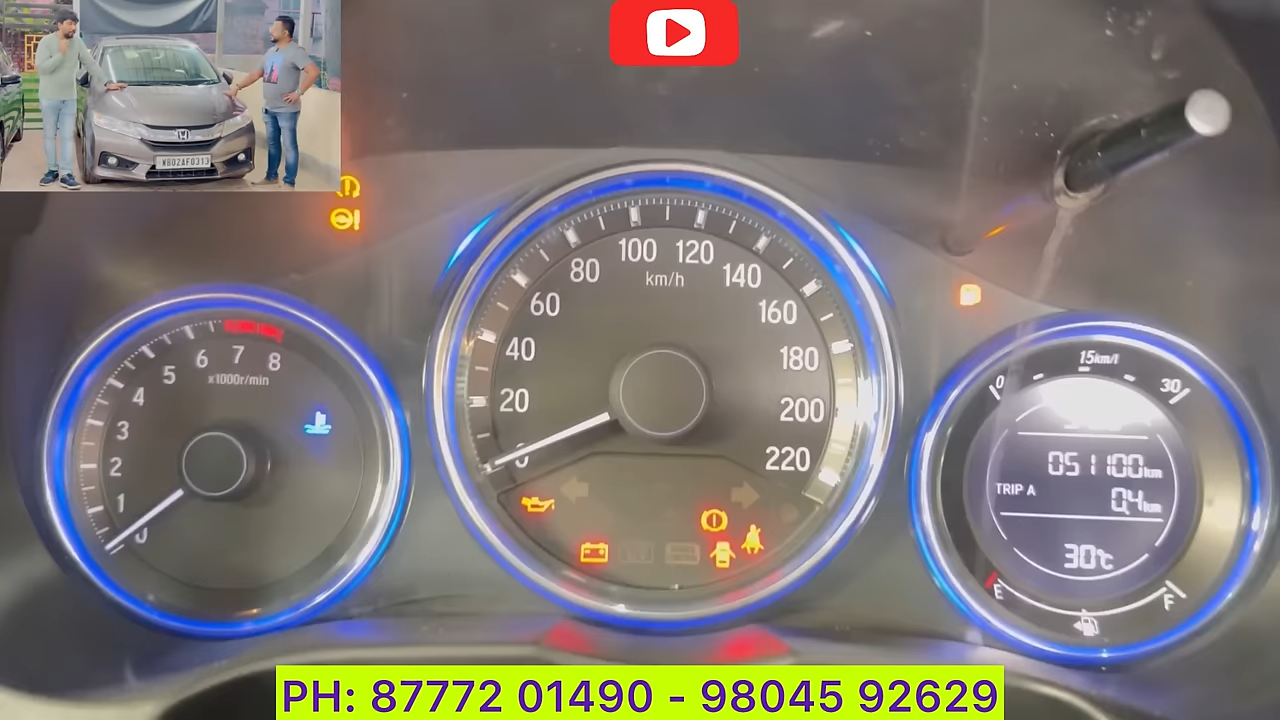 WB02AF0313
100 120
80 140
km/h
60 160
40 180
20 200
0 220
6 7 8
5
x1000r/min
4
3
2
1
0
15km/l
0 30
051100km
TRIP A
0.4km
30°c
E F
PH: 87772 01490 - 98045 92629